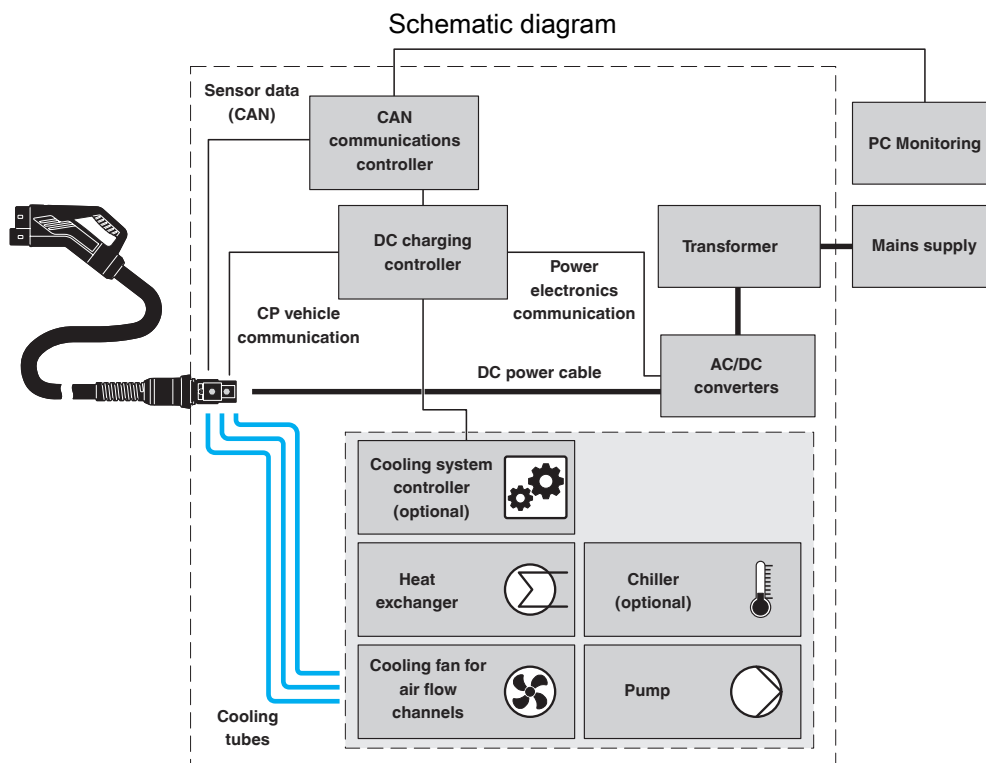 Schematic diagram
Sensor data
(CAN)
CAN
communications
controller
PC Monitoring
DC charging
controller
Transformer
Mains supply
CP vehicle
communication
Power
electronics
communication
DC power cable
AC/DC
converters
Cooling system
controller
(optional)
Heat
exchanger
Chiller
(optional)
Cooling fan for
air flow
channels
Pump
Cooling
tubes